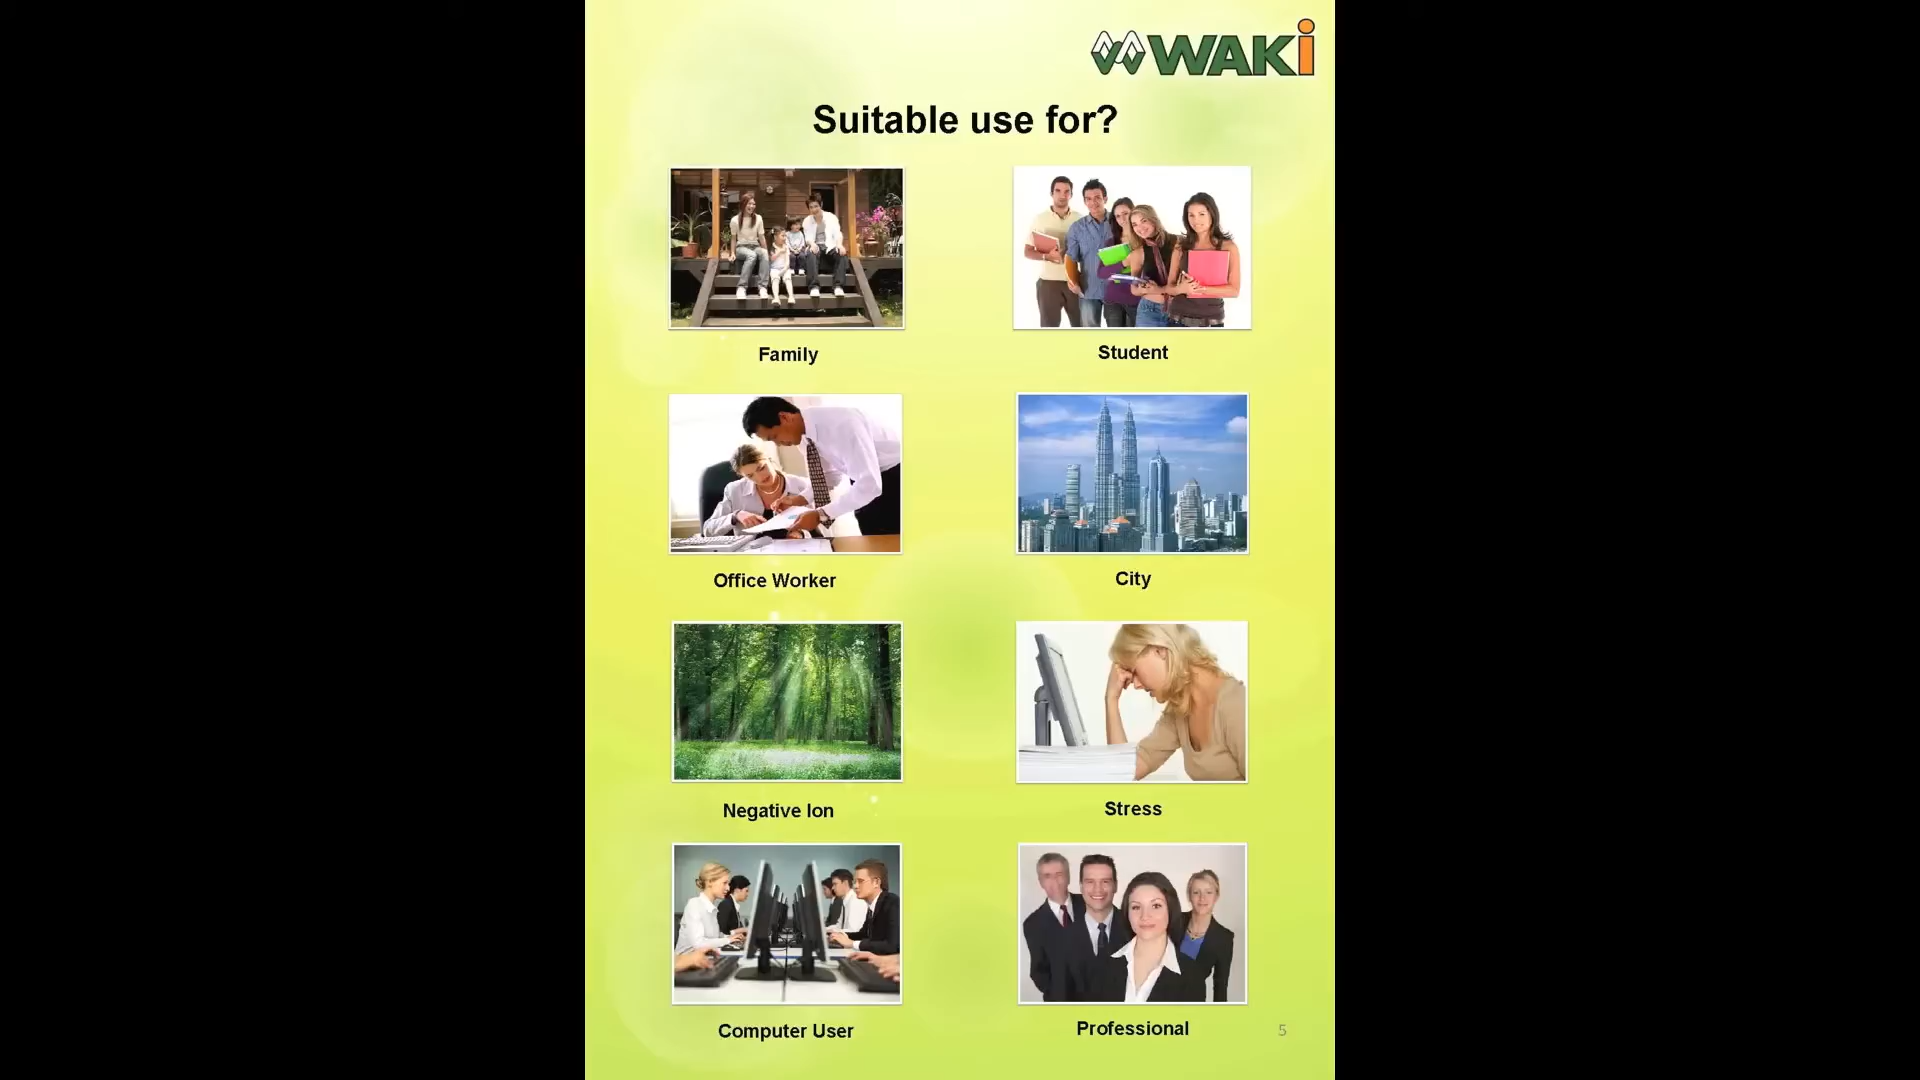 WAKi
Suitable use for?
Family
Student
Office Worker
City
Negative Ion
Stress
Computer User
Professional
5